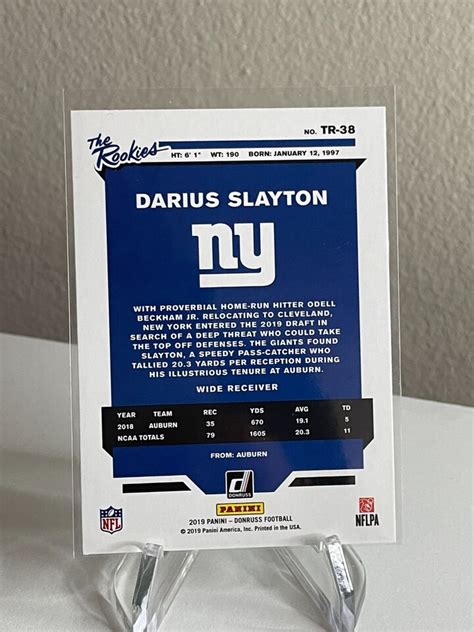 NO. TR-38
The
Rookies
HT: 6' 1" WT: 190 BORN: JANUARY 12, 1997
DARIUS SLAYTON
ny
WITH PROVERBIAL HOME-RUN HITTER ODELL
BECKHAM JR. RELOCATING TO CLEVELAND,
NEW YORK ENTERED THE 2019 DRAFT IN
SEARCH OF A DEEP THREAT WHO COULD TAKE
THE TOP OFF DEFENSES. THE GIANTS FOUND
SLAYTON, A SPEEDY PASS-CATCHER WHO
TALLIED 20.3 YARDS PER RECEPTION DURING
HIS ILLUSTRIOUS TENURE AT AUBURN.
WIDE RECEIVER
YEAR TEAM REC YDS AVG TD
2018 AUBURN 35 670 19.1 5
NCAA TOTALS 79 1605 20.3 11
FROM: AUBURN
DONRUSS
PANINI
NFL
NFLPA
2019 PANINI – DONRUSS FOOTBALL
© 2019 Panini America, Inc. Printed in the USA.